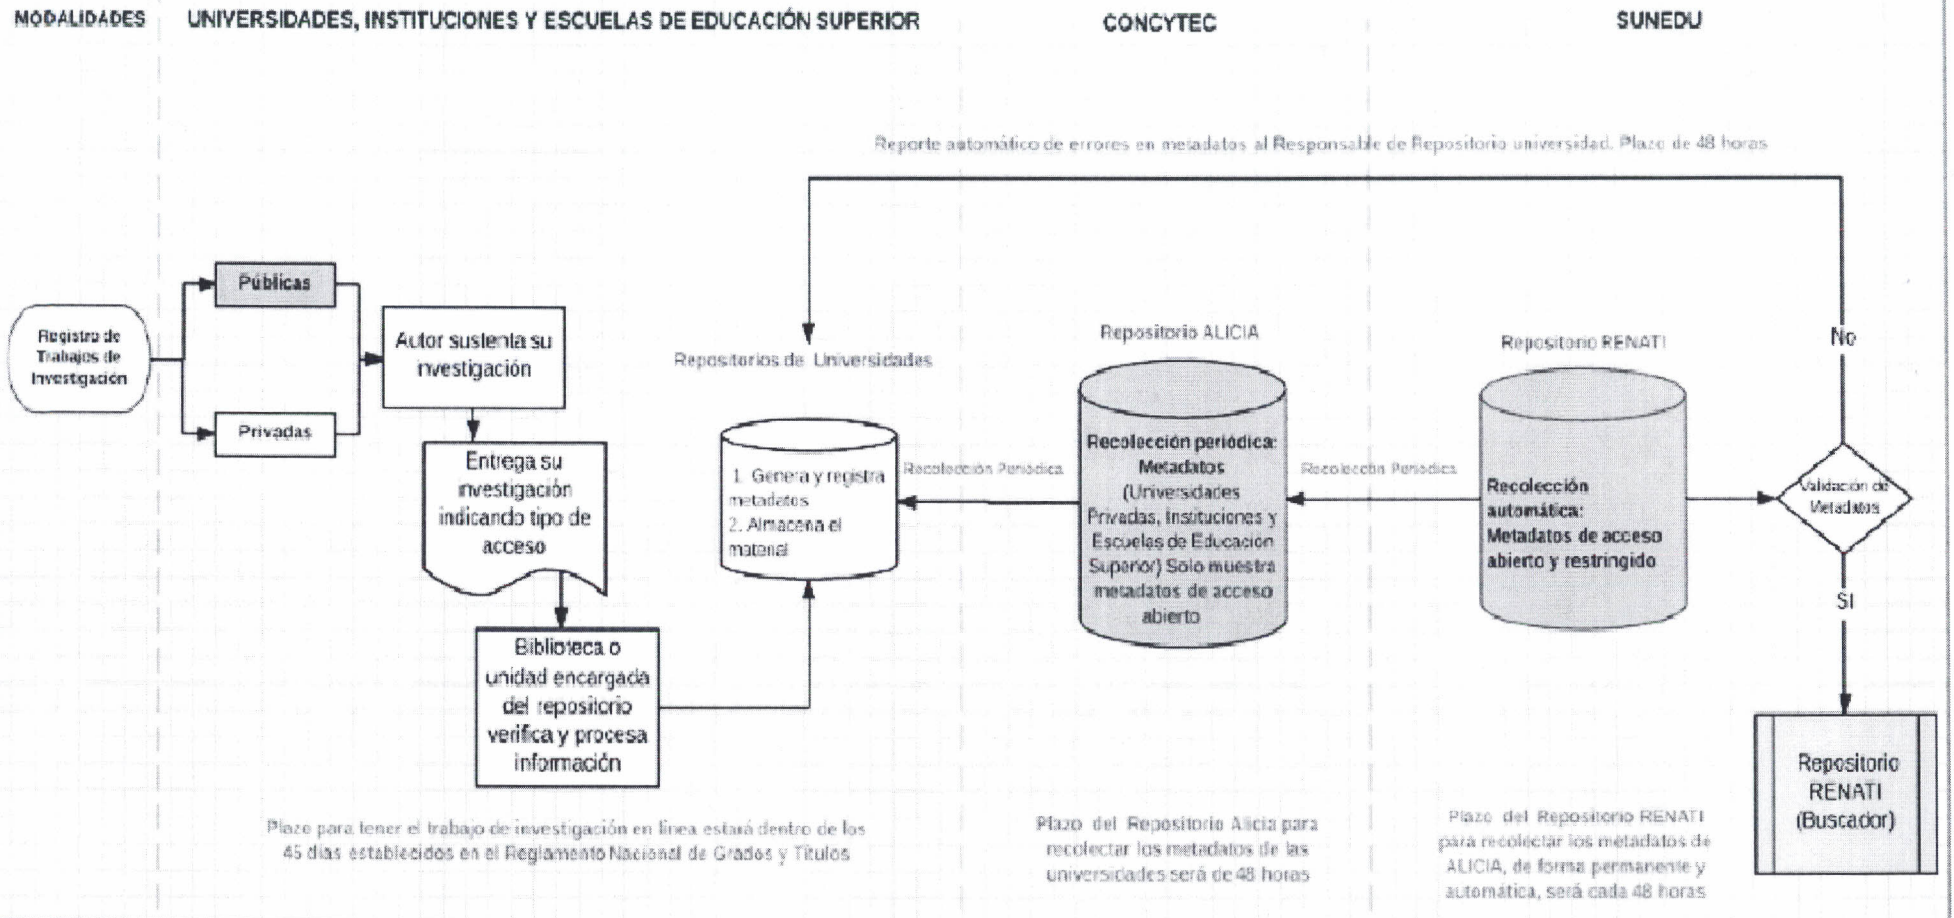 MODALIDADES
UNIVERSIDADES, INSTITUCIONES Y ESCUELAS DE EDUCACIÓN SUPERIOR
CONCYTEC
SUNEDU
Reporte automático de errores en metadatos al Responsable de Repositorio universidad. Plazo de 48 horas
Registro de
Trabajos de
Investigación
Públicas
Privadas
Autor sustenta su
investigación
Entrega su
investigación
indicando tipo de
acceso
Biblioteca o
unidad encargada
del repositorio
verifica y procesa
información
Repositorios de Universidades
1. Genera y registra
metadatos
2. Almacena el
material
Recolección Periódica
Repositorio ALICIA
Recolección periódica:
Metadatos
(Universidades
Privadas, Instituciones y
Escuelas de Educación
Superior) Solo muestra
metadatos de acceso
abierto
Recolección Periódica
Repositorio RENATI
Recolección
automática:
Metadatos de acceso
abierto y restringido
Validación de
Metadatos
No
SI
Repositorio
RENATI
(Buscador)
Plazo para tener el trabajo de investigación en línea estará dentro de los
45 días establecidos en el Reglamento Nacional de Grados y Títulos
Plazo del Repositorio Alicia para
recolectar los metadatos de las
universidades será de 48 horas
Plazo del Repositorio RENATI
para recolectar los metadatos de
ALICIA, de forma permanente y
automática, será cada 48 horas